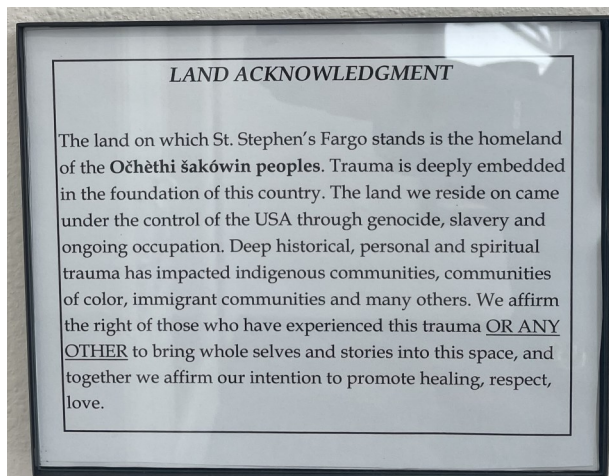 LAND ACKNOWLEDGMENT
The land on which St. Stephen's Fargo stands is the homeland
of the Očhèthi šakówin peoples. Trauma is deeply embedded
in the foundation of this country. The land we reside on came
under the control of the USA through genocide, slavery and
ongoing occupation. Deep historical, personal and spiritual
trauma has impacted indigenous communities, communities
of color, immigrant communities and many others. We affirm
the right of those who have experienced this trauma OR ANY
OTHER to bring whole selves and stories into this space, and
together we affirm our intention to promote healing, respect,
love.